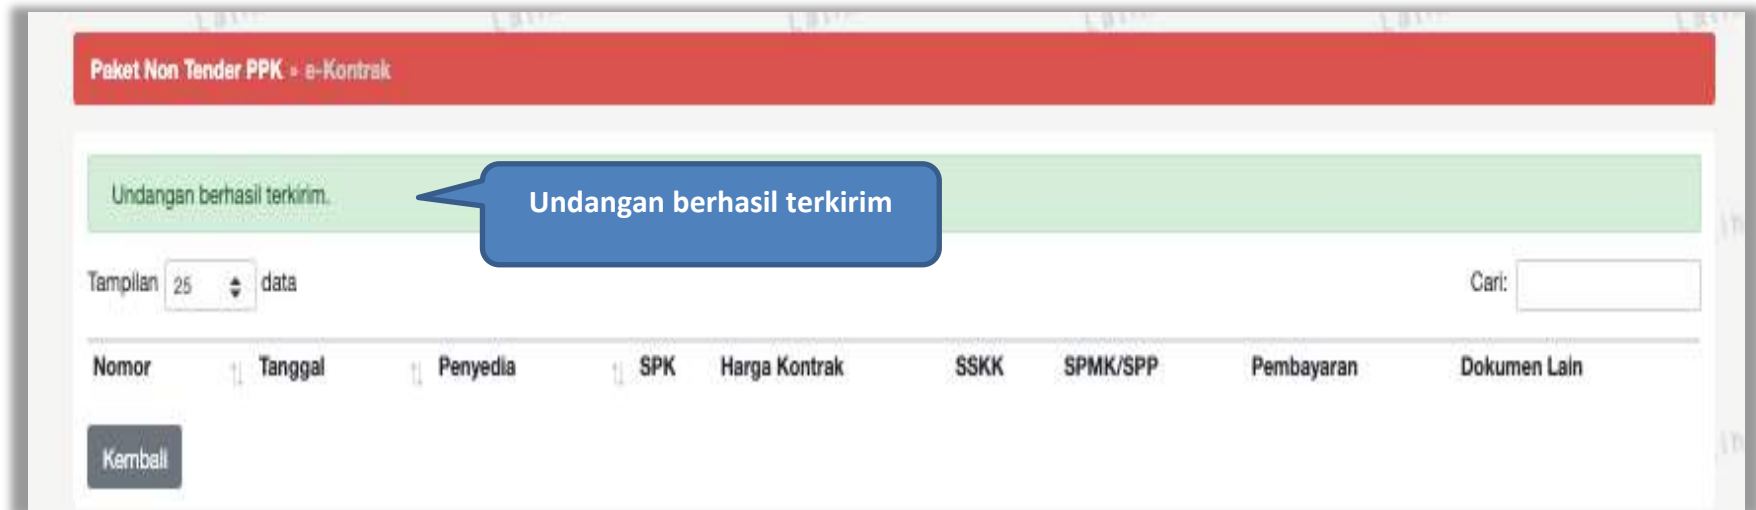 Paket Non Tender PPK » e-Kontrak
Undangan berhasil terkirim.
Undangan berhasil terkirim
Tampilan 25 data
Cari:
Nomor Tanggal Penyedia SPK Harga Kontrak SSKK SPMK/SPP Pembayaran Dokumen Lain
Kembali